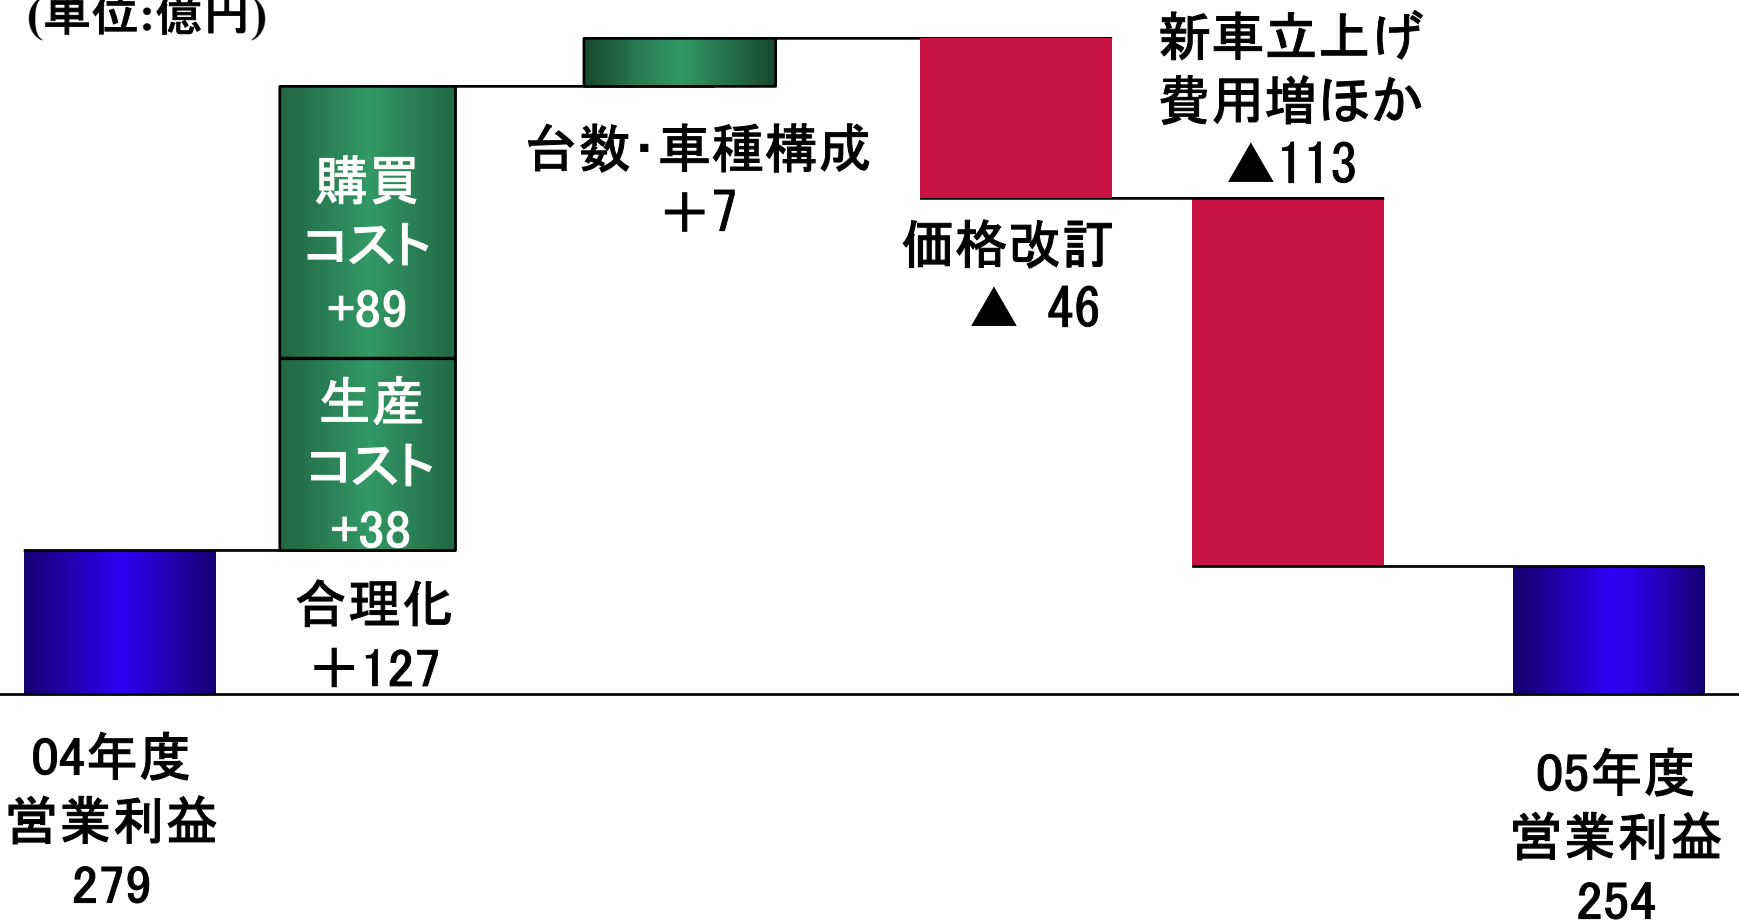 (単位:億円)
新車立上げ
費用増ほか
▲113
台数・車種構成
＋7
購買
コスト
+89
価格改訂
▲ 46
生産
コスト
+38
合理化
＋127
04年度
営業利益
279
05年度
営業利益
254